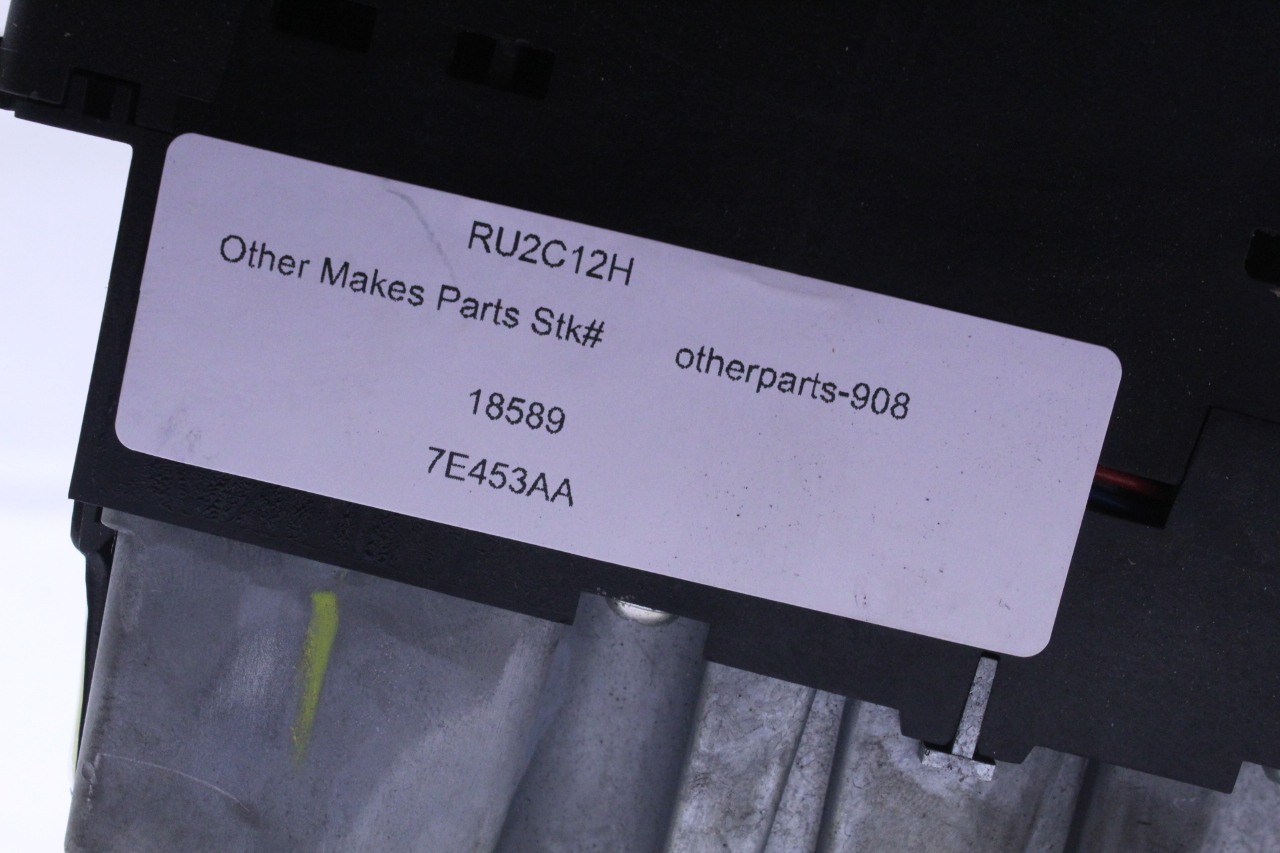 RU2C12H
Other Makes Parts Stk# otherparts-908
18589
7E453AA